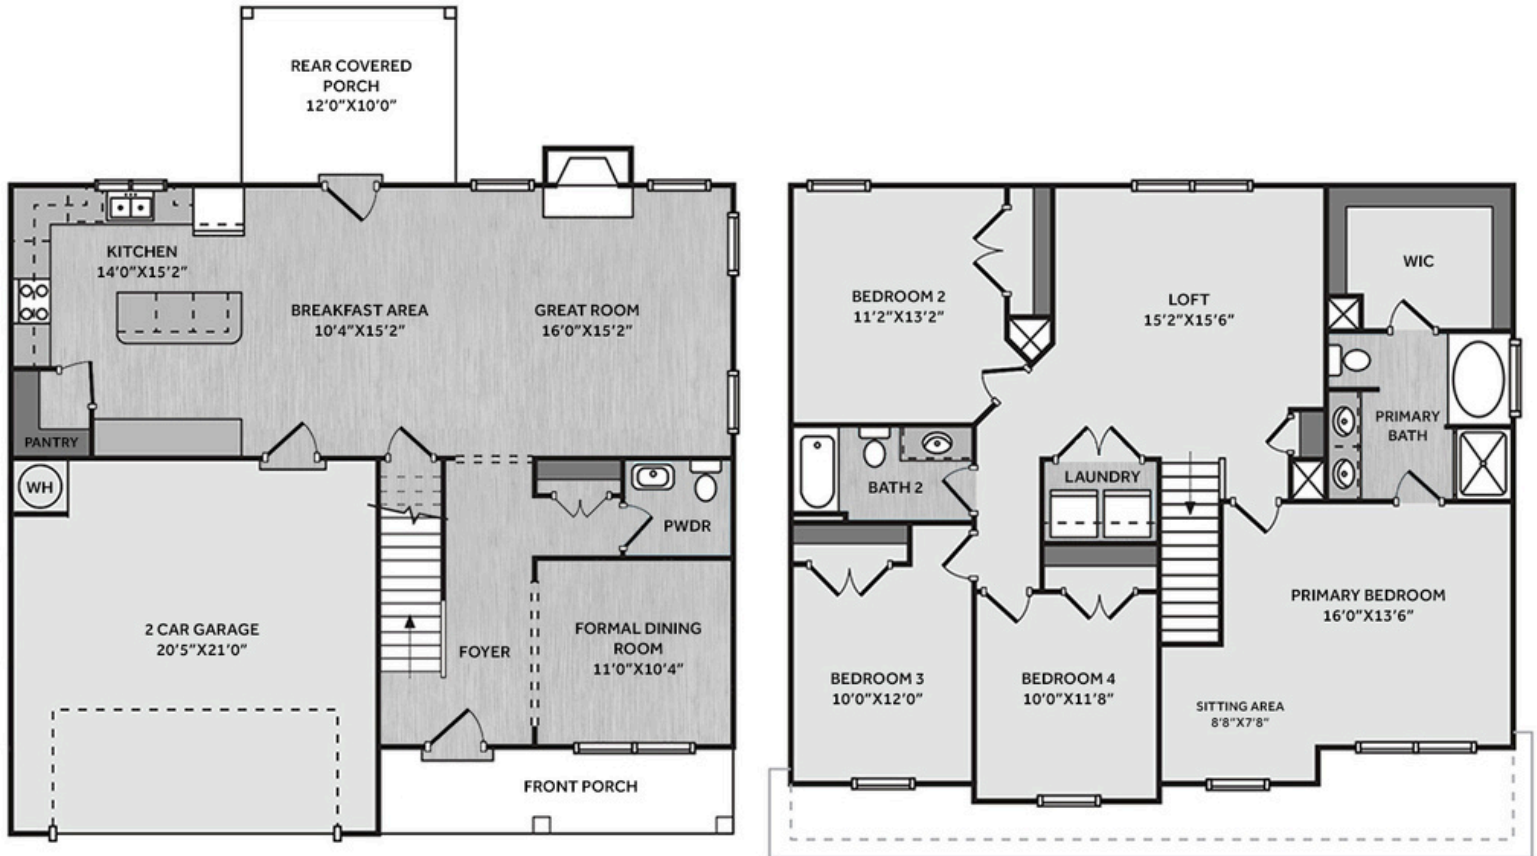 REAR COVERED
PORCH
12'0"X10'0"
KITCHEN
14'0"X15'2"
BREAKFAST AREA
10'4"X15'2"
GREAT ROOM
16'0"X15'2"
PANTRY
WH
PWDR
2 CAR GARAGE
20'5"X21'0"
FOYER
FORMAL DINING
ROOM
11'0"X10'4"
FRONT PORCH
BEDROOM 2
11'2"X13'2"
LOFT
15'2"X15'6"
WIC
PRIMARY
BATH
BATH 2
LAUNDRY
PRIMARY BEDROOM
16'0"X13'6"
BEDROOM 3
10'0"X12'0"
BEDROOM 4
10'0"X11'8"
SITTING AREA
8'8"X7'8"